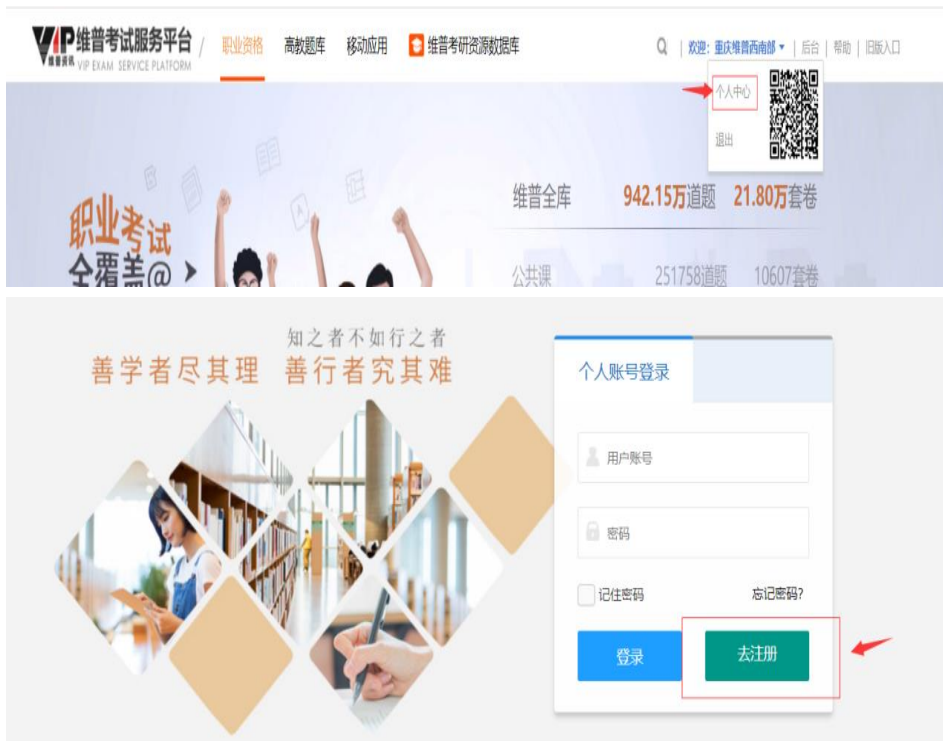 VIP 维普考试服务平台 / 职业资格 高教题库 移动应用 维普考研资源数据库 | 欢迎: 重庆维普西南部 | 后台 | 帮助 | 旧版入口
维普资讯 VIP EXAM SERVICE PLATFORM
个人中心
退出
职业考试
全覆盖@
维普全库 942.15万道题 21.80万套卷
公共课 251758道题 10607套卷
知之者不如行之者
善学者尽其理 善行者究其难
个人账号登录
用户账号
密码
记住密码 忘记密码?
登录 去注册